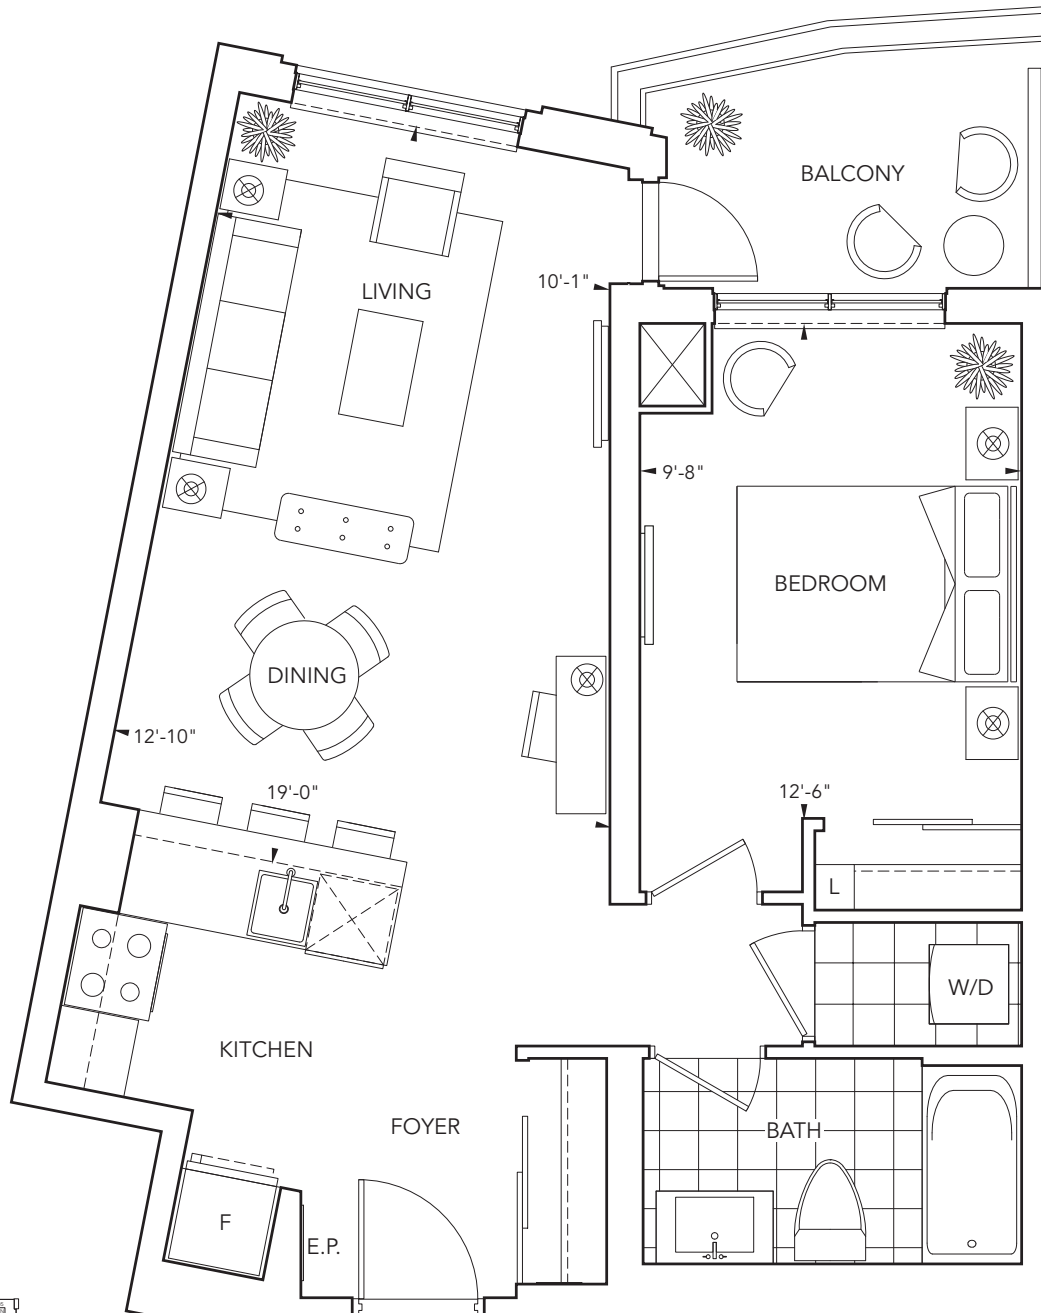 BALCONY
LIVING
10'-1"
9'-8"
BEDROOM
DINING
12'-10"
19'-0"
12'-6"
L
W/D
KITCHEN
FOYER
BATH
F
E.P.